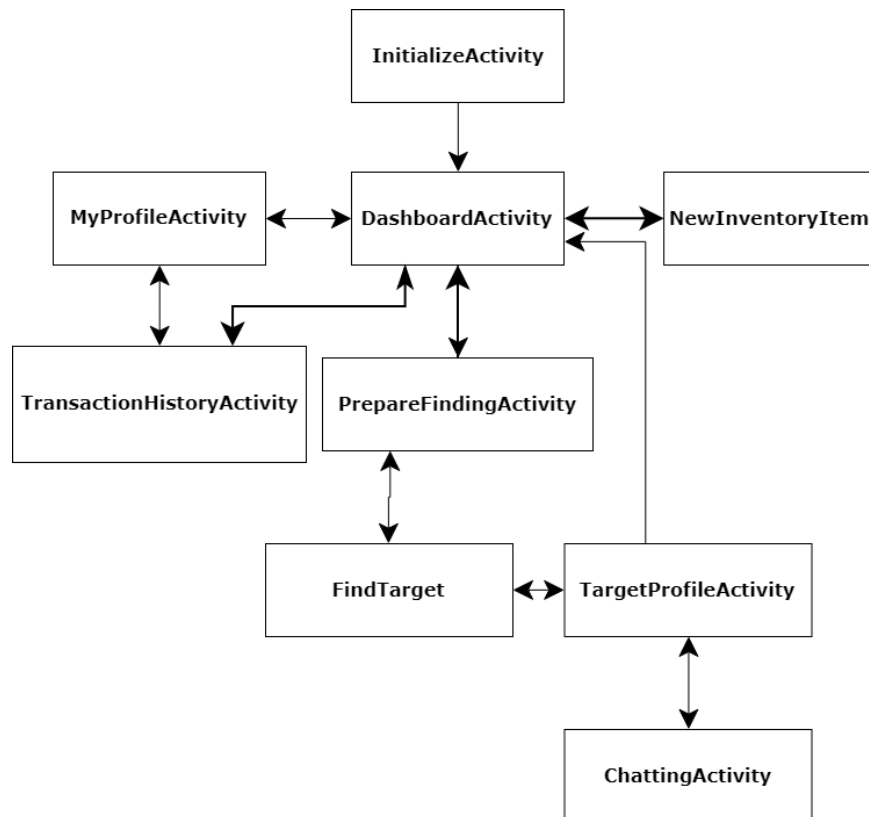 InitializeActivity
MyProfileActivity
DashboardActivity
NewInventoryItem
TransactionHistoryActivity
PrepareFindingActivity
FindTarget
TargetProfileActivity
ChattingActivity